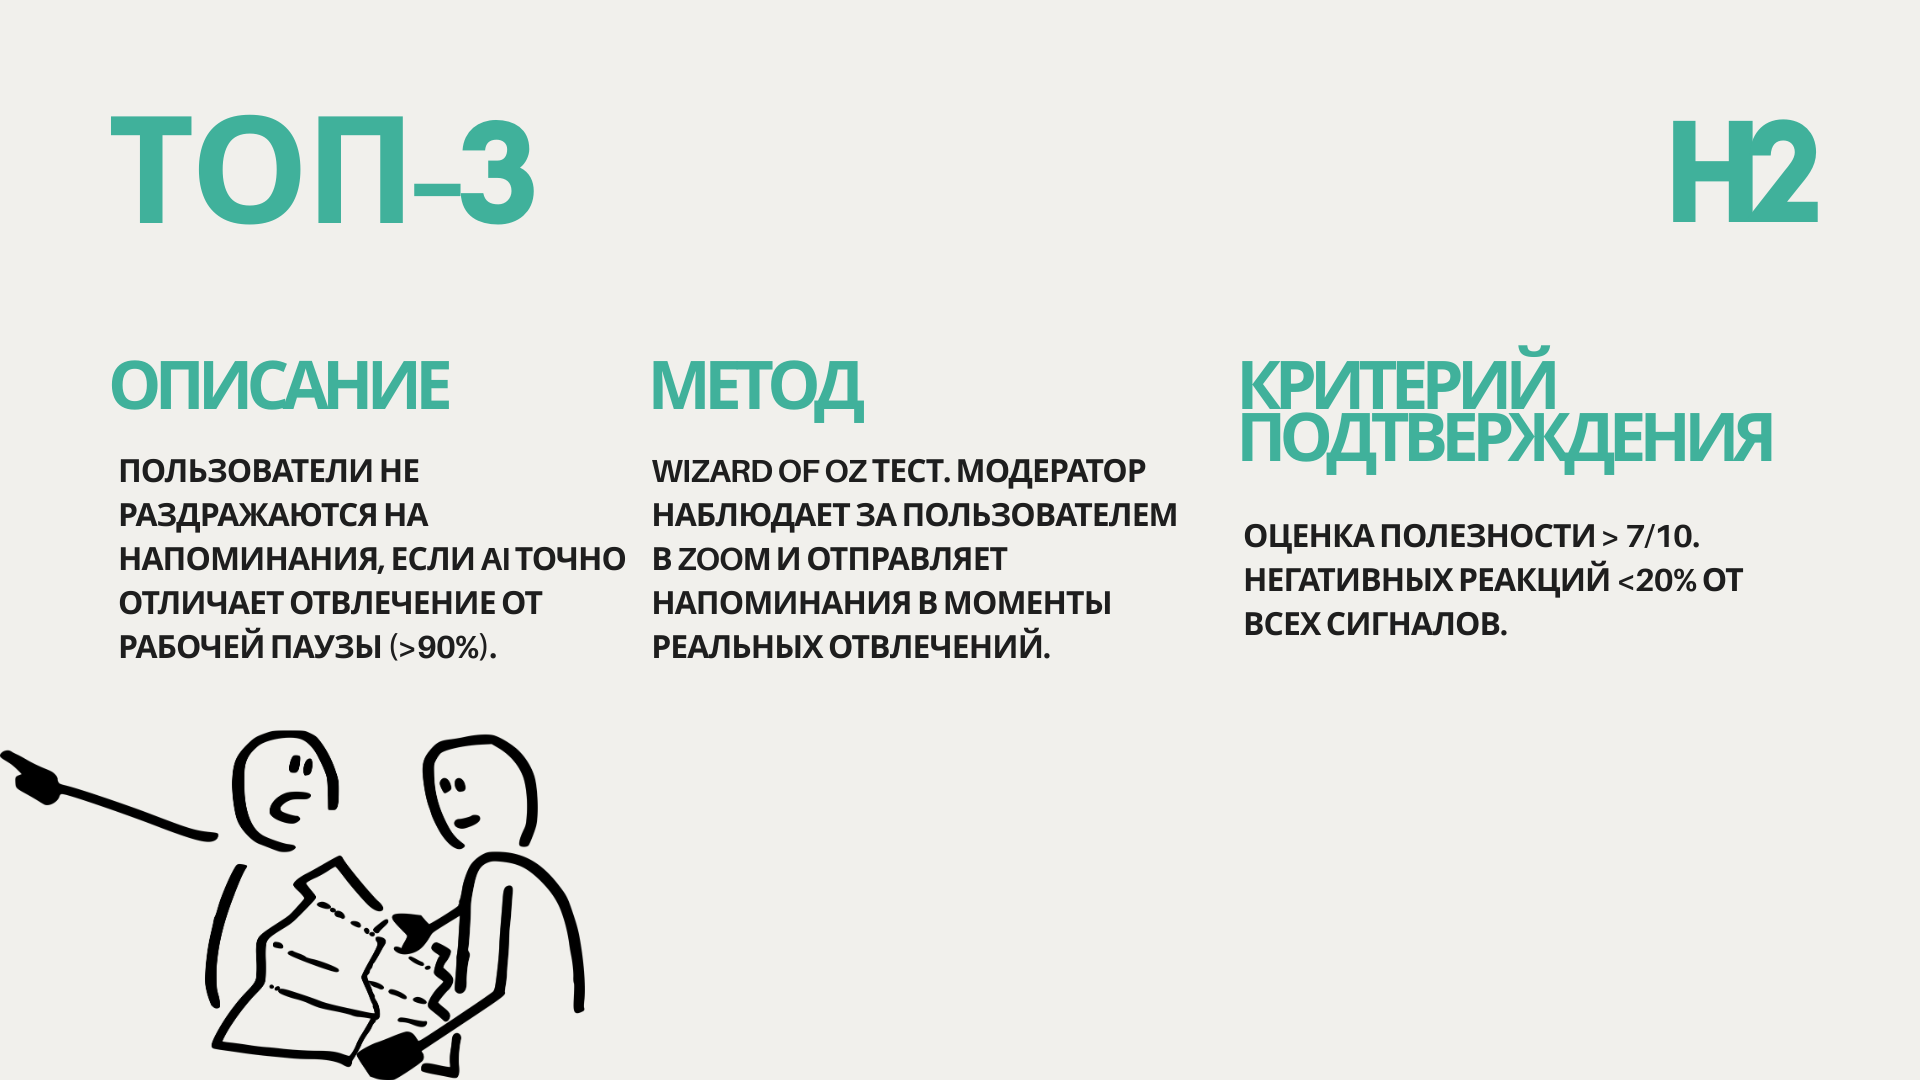 ТОП-3
H2
ОПИСАНИЕ
ПОЛЬЗОВАТЕЛИ НЕ
РАЗДРАЖАЮТСЯ НА
НАПОМИНАНИЯ, ЕСЛИ AI ТОЧНО
ОТЛИЧАЕТ ОТВЛЕЧЕНИЕ ОТ
РАБОЧЕЙ ПАУЗЫ (>90%).
МЕТОД
WIZARD OF OZ ТЕСТ. МОДЕРАТОР
НАБЛЮДАЕТ ЗА ПОЛЬЗОВАТЕЛЕМ
В ZOOM И ОТПРАВЛЯЕТ
НАПОМИНАНИЯ В МОМЕНТЫ
РЕАЛЬНЫХ ОТВЛЕЧЕНИЙ.
КРИТЕРИЙ
ПОДТВЕРЖДЕНИЯ
ОЦЕНКА ПОЛЕЗНОСТИ > 7/10.
НЕГАТИВНЫХ РЕАКЦИЙ <20% ОТ
ВСЕХ СИГНАЛОВ.